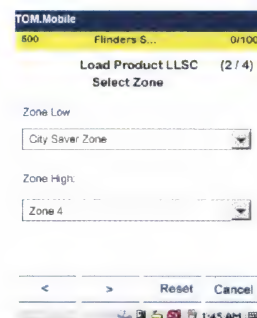 TOM.Mobile
500 Flinders S... 0/100
Load Product LLSC (2 / 4)
Select Zone
Zone Low
City Saver Zone
Zone High:
Zone 4
< > Reset Cancel
1:45 AM